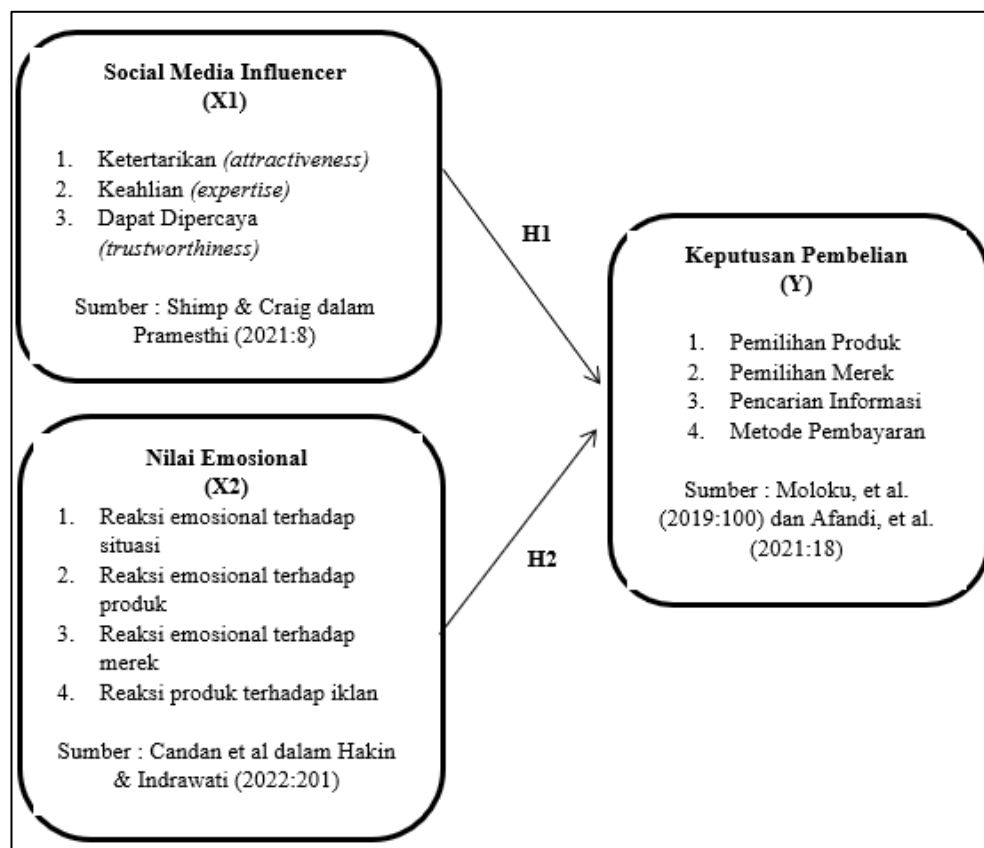 Social Media Influencer
(X1)
1. Ketertarikan (attractiveness)
2. Keahlian (expertise)
3. Dapat Dipercaya
(trustworthiness)
Sumber : Shimp & Craig dalam
Pramesthi (2021:8)
H1
Keputusan Pembelian
(Y)
1. Pemilihan Produk
2. Pemilihan Merek
3. Pencarian Informasi
4. Metode Pembayaran
Sumber : Moloku, et al.
(2019:100) dan Afandi, et al.
(2021:18)
Nilai Emosional
(X2)
1. Reaksi emosional terhadap
situasi
2. Reaksi emosional terhadap
produk
3. Reaksi emosional terhadap
merek
4. Reaksi produk terhadap iklan
Sumber : Candan et al dalam Hakin
& Indrawati (2022:201)
H2